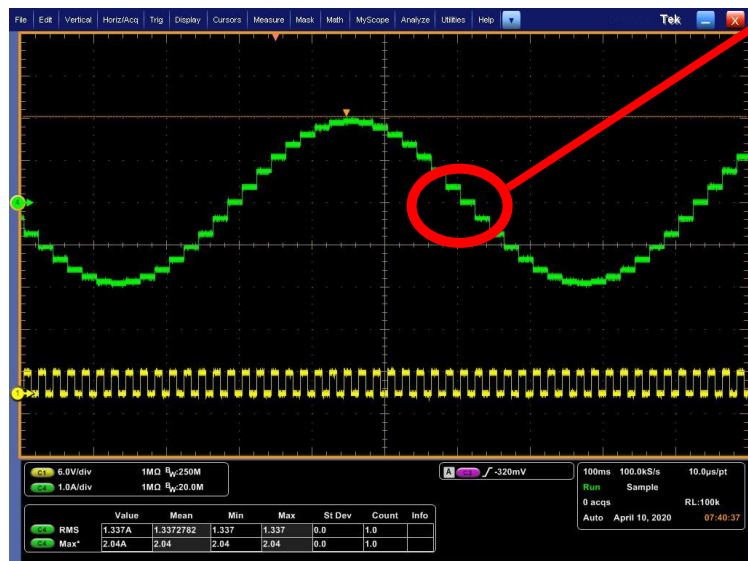 File Edit Vertical Horiz/Acq Trig Display Cursors Measure Mask Math MyScope Analyze Utilities Help Tek X
4
1
C1 6.0V/div 1MΩ BW:250M
C4 1.0A/div 1MΩ BW:20.0M
A C3 -320mV
100ms 100.0kS/s 10.0µs/pt
Run Sample
0 acqs RL:100k
Auto April 10, 2020 07:40:37
Value Mean Min Max St Dev Count Info
C4 RMS 1.337A 1.3372782 1.337 1.337 0.0 1.0
C4 Max* 2.04A 2.04 2.04 2.04 0.0 1.0